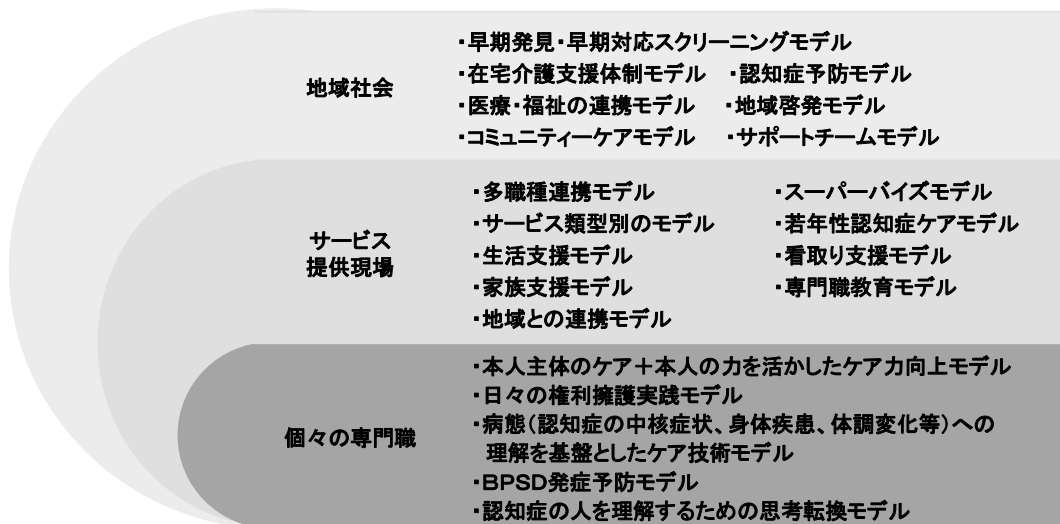 地域社会
・早期発見・早期対応スクリーニングモデル
・在宅介護支援体制モデル ・認知症予防モデル
・医療・福祉の連携モデル ・地域啓発モデル
・コミュニティーケアモデル ・サポートチームモデル
サービス
提供現場
・多職種連携モデル ・スーパーバイズモデル
・サービス類型別のモデル ・若年性認知症ケアモデル
・生活支援モデル ・看取り支援モデル
・家族支援モデル ・専門職教育モデル
・地域との連携モデル
個々の専門職
・本人主体のケア＋本人の力を活かしたケア力向上モデル
・日々の権利擁護実践モデル
・病態（認知症の中核症状、身体疾患、体調変化等）への
理解を基盤としたケア技術モデル
・ＢＰＳＤ発症予防モデル
・認知症の人を理解するための思考転換モデル